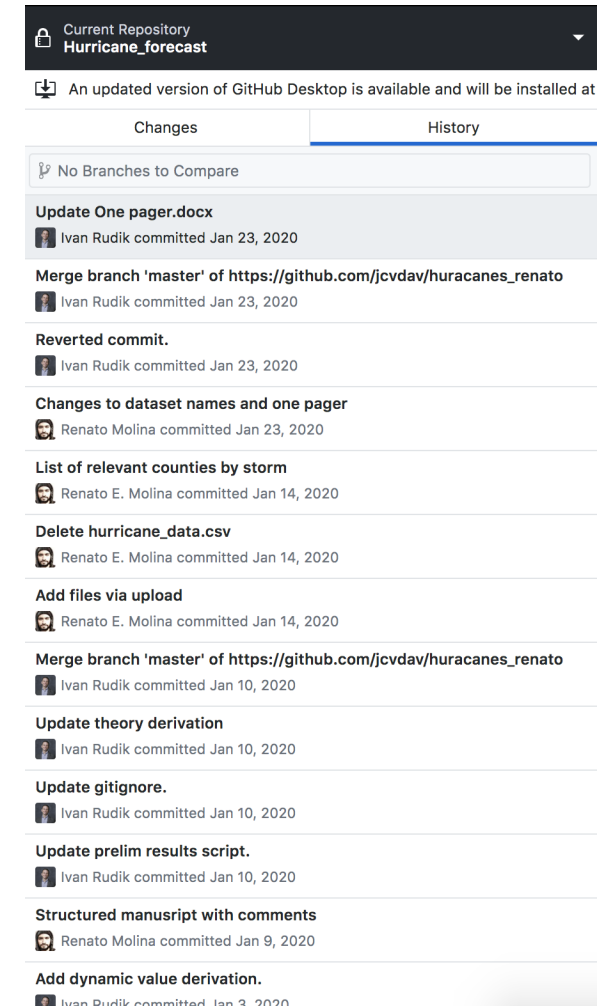 Current Repository
Hurricane_forecast
An updated version of GitHub Desktop is available and will be installed at
Changes
History
No Branches to Compare
Update One pager.docx
Ivan Rudik committed Jan 23, 2020
Merge branch 'master' of https://github.com/jcvdav/huracanes_renato
Ivan Rudik committed Jan 23, 2020
Reverted commit.
Ivan Rudik committed Jan 23, 2020
Changes to dataset names and one pager
Renato Molina committed Jan 23, 2020
List of relevant counties by storm
Renato E. Molina committed Jan 14, 2020
Delete hurricane_data.csv
Renato E. Molina committed Jan 14, 2020
Add files via upload
Renato E. Molina committed Jan 14, 2020
Merge branch 'master' of https://github.com/jcvdav/huracanes_renato
Ivan Rudik committed Jan 10, 2020
Update theory derivation
Ivan Rudik committed Jan 10, 2020
Update gitignore.
Ivan Rudik committed Jan 10, 2020
Update prelim results script.
Ivan Rudik committed Jan 10, 2020
Structured manusript with comments
Renato Molina committed Jan 9, 2020
Add dynamic value derivation.
Ivan Rudik committed Jan 3, 2020